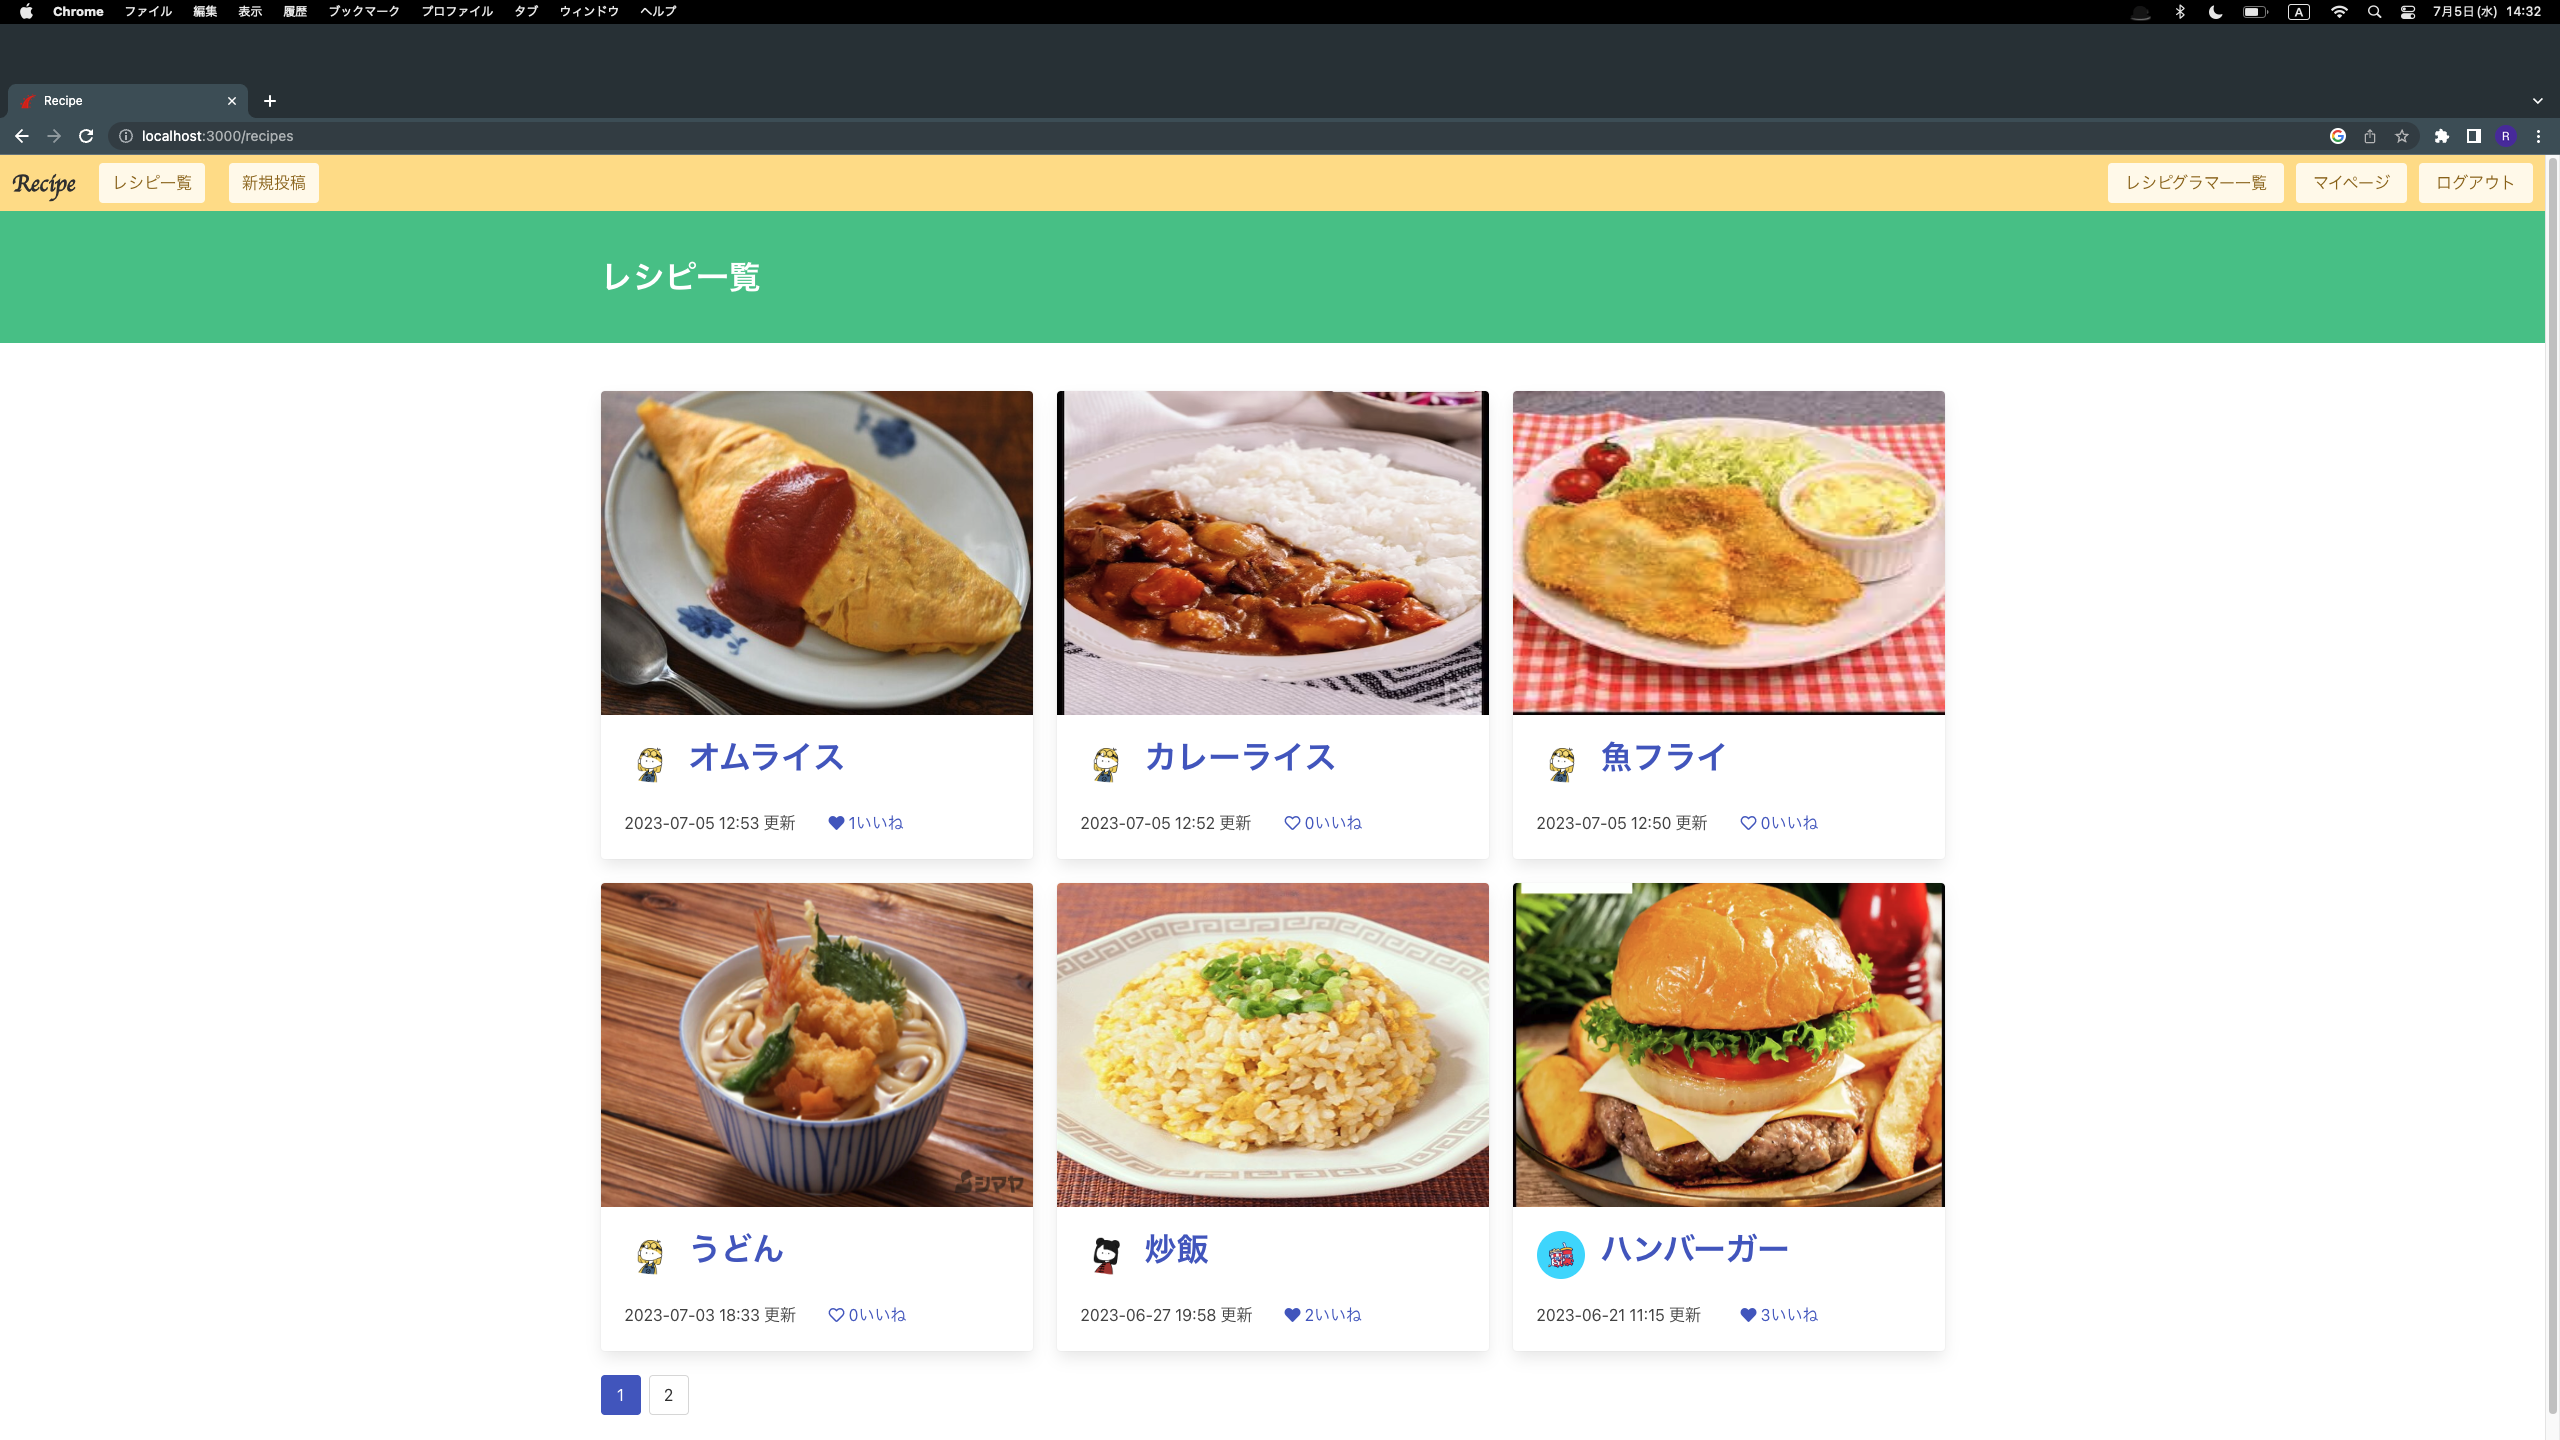 Chrome ファイル 編集 表示 履歴 ブックマーク プロファイル タブ ウィンドウ ヘルプ A 7月5日(水) 14:32
Recipe
localhost:3000/recipes R
Recipe レシピ一覧 新規投稿 レシピグラマー一覧 マイページ ログアウト
レシピ一覧
オムライス カレーライス 魚フライ
2023-07-05 12:53 更新 1いいね 2023-07-05 12:52 更新 0いいね 2023-07-05 12:50 更新 0いいね
シマヤ
うどん 炒飯 ハンバーガー
2023-07-03 18:33 更新 0いいね 2023-06-27 19:58 更新 2いいね 2023-06-21 11:15 更新 3いいね
1 2